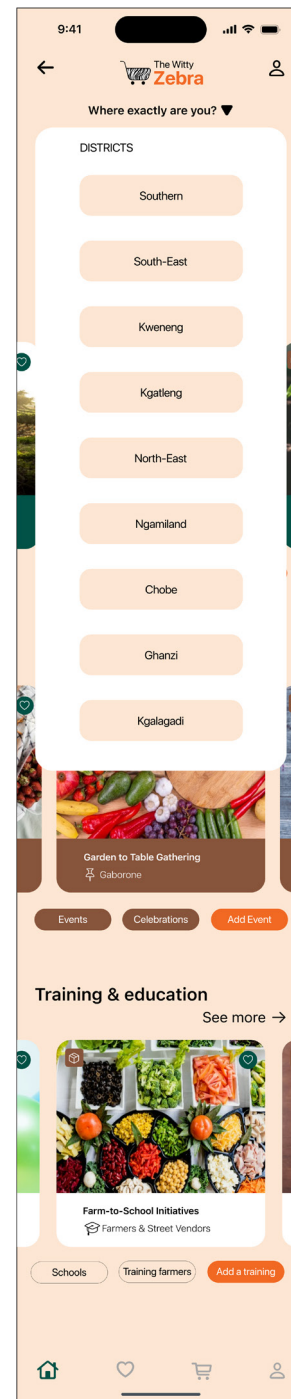 9:41
The Witty
Zebra
Where exactly are you?
DISTRICTS
Southern
South-East
Kweneng
Kgatleng
North-East
Ngamiland
Chobe
Ghanzi
Kgalagadi
Garden to Table Gathering
Gaborone
Events Celebrations Add Event
Training & education
See more →
Farm-to-School Initiatives
Farmers & Street Vendors
Schools Training farmers Add a training